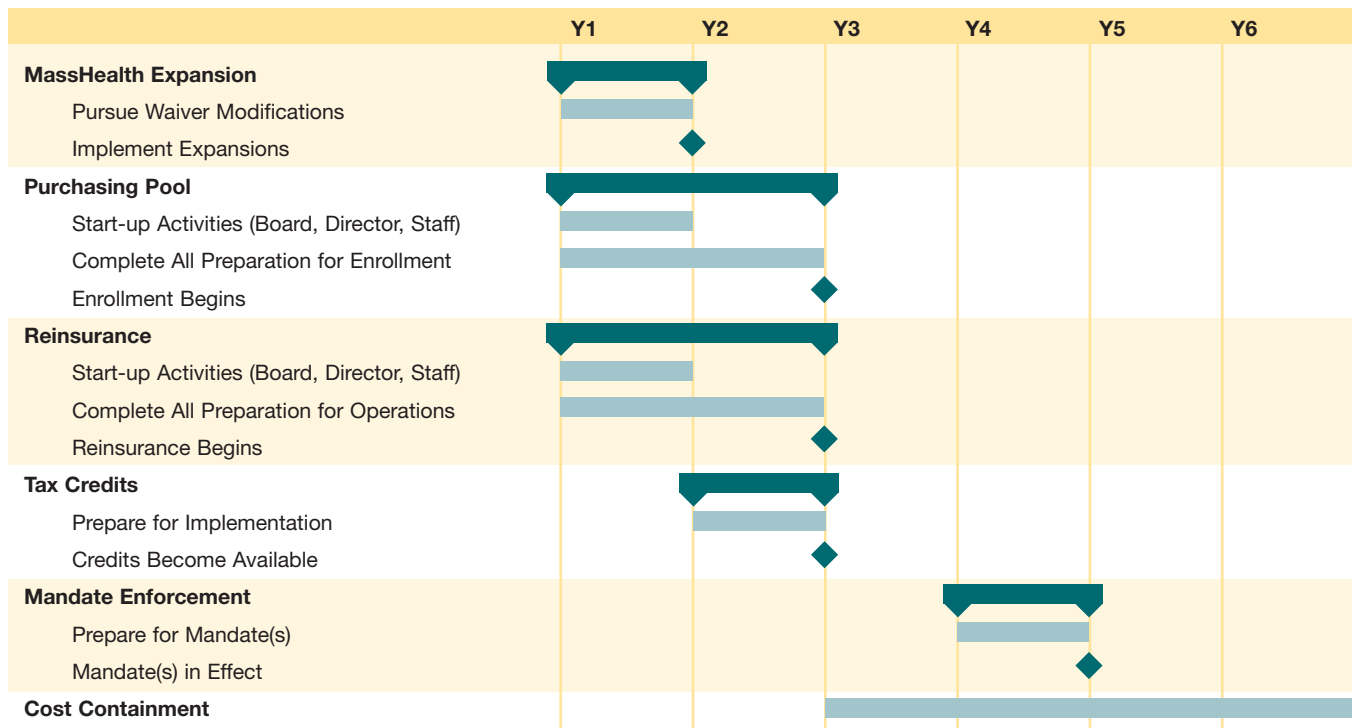 Y1 Y2 Y3 Y4 Y5 Y6
MassHealth Expansion
Pursue Waiver Modifications
Implement Expansions
Purchasing Pool
Start-up Activities (Board, Director, Staff)
Complete All Preparation for Enrollment
Enrollment Begins
Reinsurance
Start-up Activities (Board, Director, Staff)
Complete All Preparation for Operations
Reinsurance Begins
Tax Credits
Prepare for Implementation
Credits Become Available
Mandate Enforcement
Prepare for Mandate(s)
Mandate(s) in Effect
Cost Containment